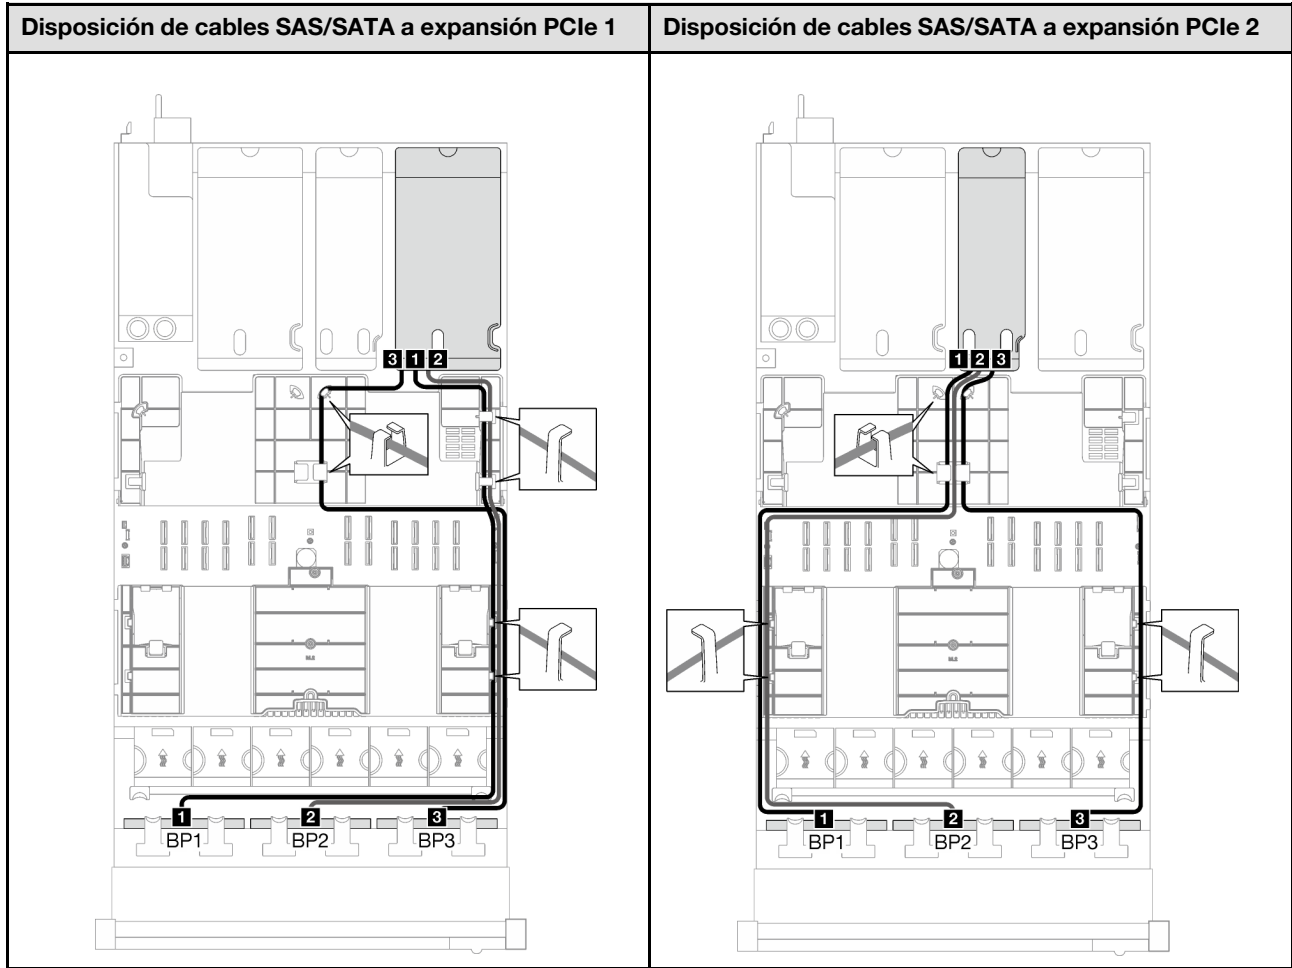 Disposición de cables SAS/SATA a expansión PCIe 1
Disposición de cables SAS/SATA a expansión PCIe 2
3 1 2
1 2 3
1 2 3
BP1 BP2 BP3
1 2 3
BP1 BP2 BP3